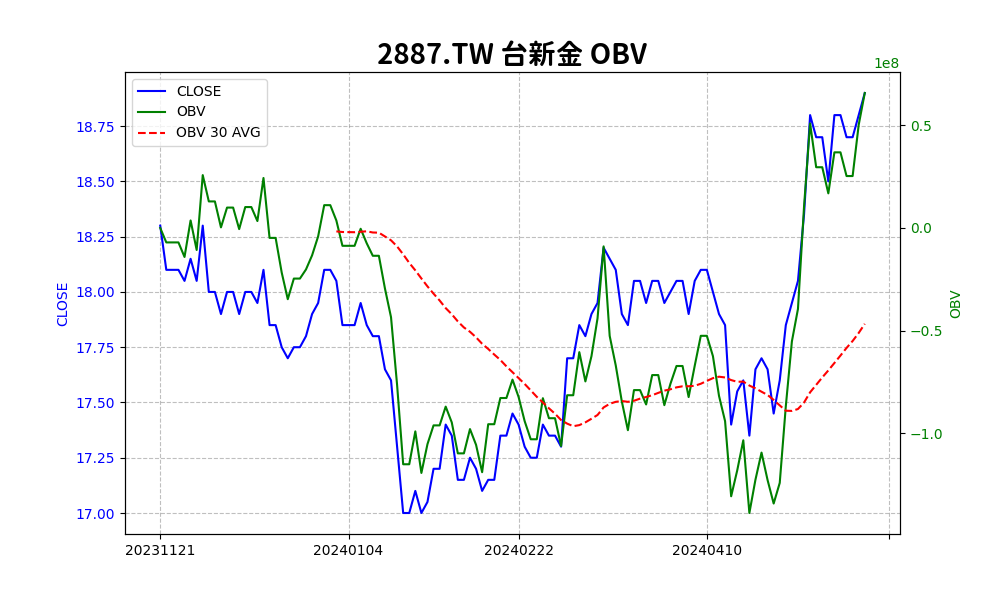 2887.TW 台新金 OBV
1e8
CLOSE
OBV
OBV 30 AVG
18.75
18.50
18.25
18.00
17.75
17.50
17.25
17.00
CLOSE
0.5
0.0
−0.5
−1.0
OBV
20231121
20240104
20240222
20240410